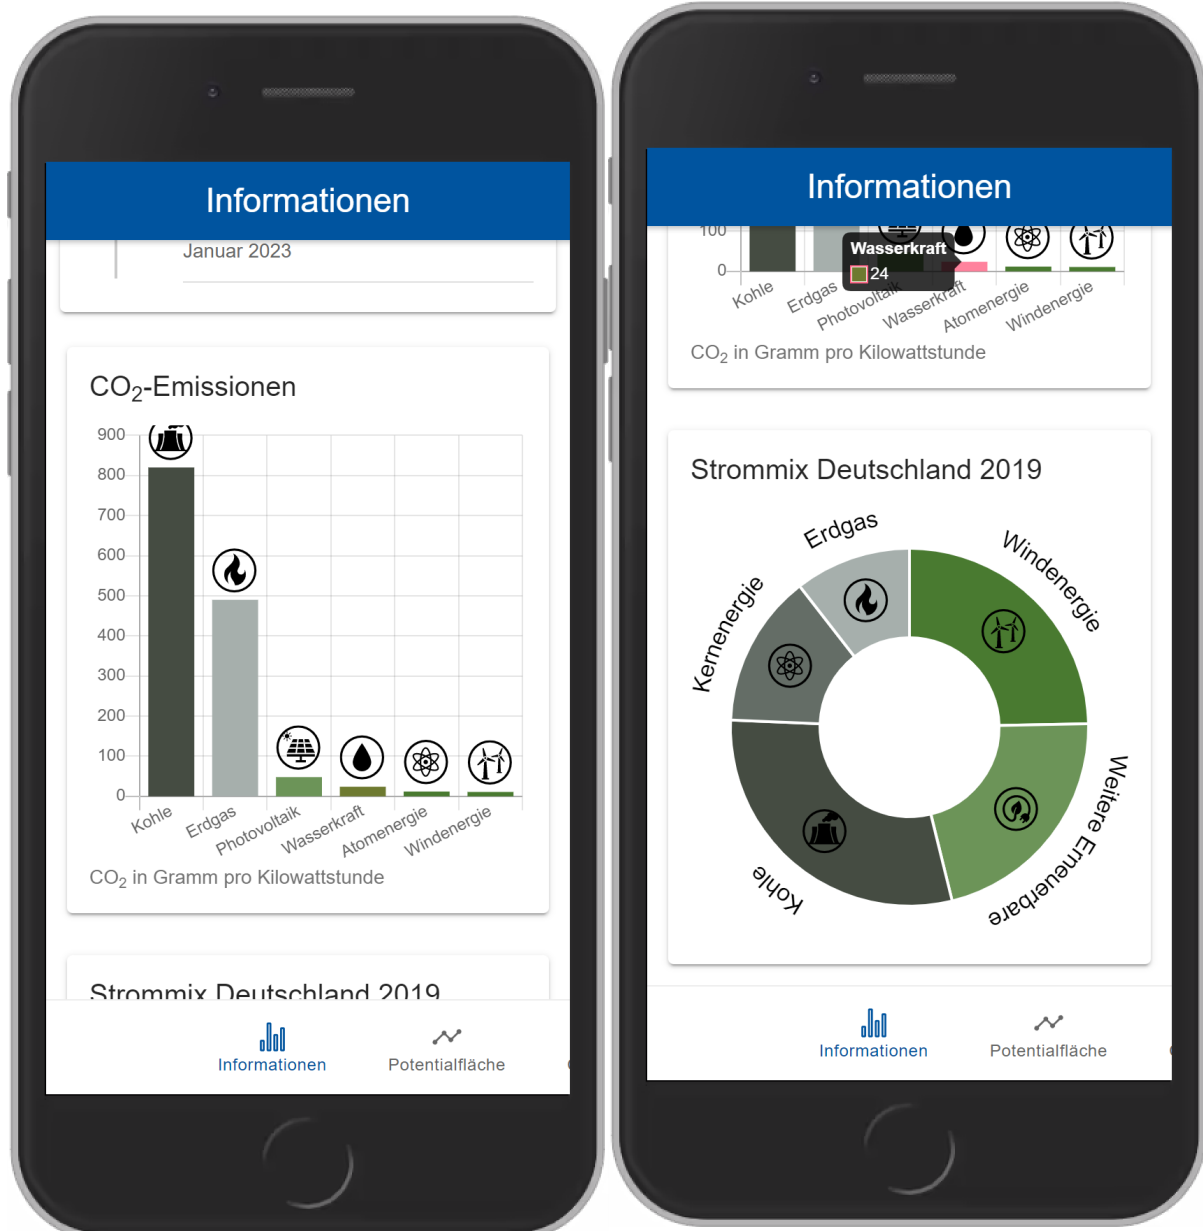 Informationen
Januar 2023
CO₂-Emissionen
900
800
700
600
500
400
300
200
100
0
Kohle
Erdgas
Photovoltaik
Wasserkraft
Atomenergie
Windenergie
CO₂ in Gramm pro Kilowattstunde
Strommix Deutschland 2019
Informationen
Potentialfläche
Informationen
100
0
Wasserkraft
24
Kohle
Erdgas
Photovoltaik
Wasserkraft
Atomenergie
Windenergie
CO₂ in Gramm pro Kilowattstunde
Strommix Deutschland 2019
Erdgas
Windenergie
Kernenergie
Weitere Erneuerbare
Kohle
Informationen
Potentialfläche